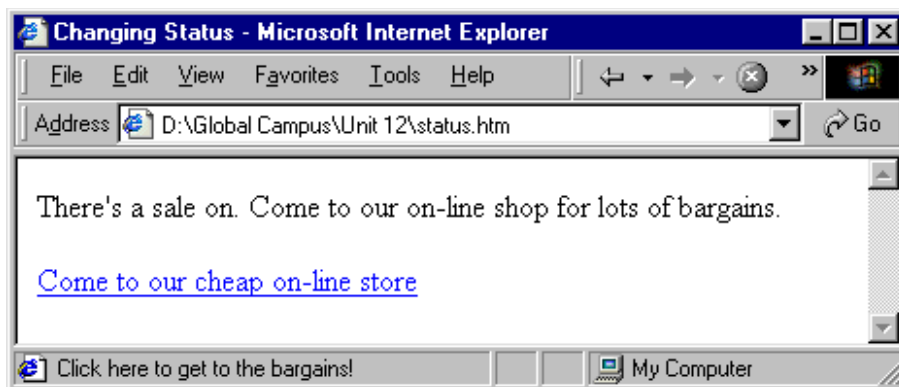 Changing Status - Microsoft Internet Explorer
File Edit View Favorites Tools Help »
Address D:\Global Campus\Unit 12\status.htm Go
There's a sale on. Come to our on-line shop for lots of bargains.
Come to our cheap on-line store
Click here to get to the bargains! My Computer